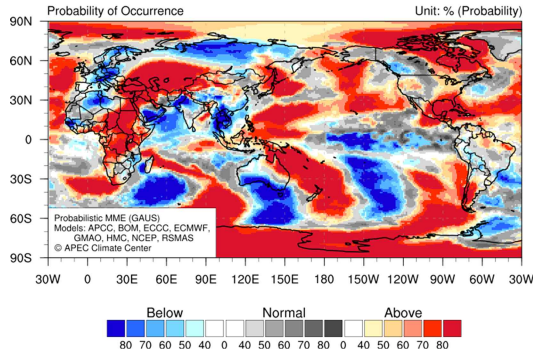 Probability of Occurrence Unit: % (Probability)
90N
60N
30N
0
30S
60S
90S
Probabilistic MME (GAUS)
Models: APCC, BOM, ECCC, ECMWF,
GMAO, HMC, NCEP, RSMAS
© APEC Climate Center
30W 0 30E 60E 90E 120E 150E 180 150W 120W 90W 60W 30W
Below Normal Above
80 70 60 50 40 0 40 50 60 70 80 0 40 50 60 70 80